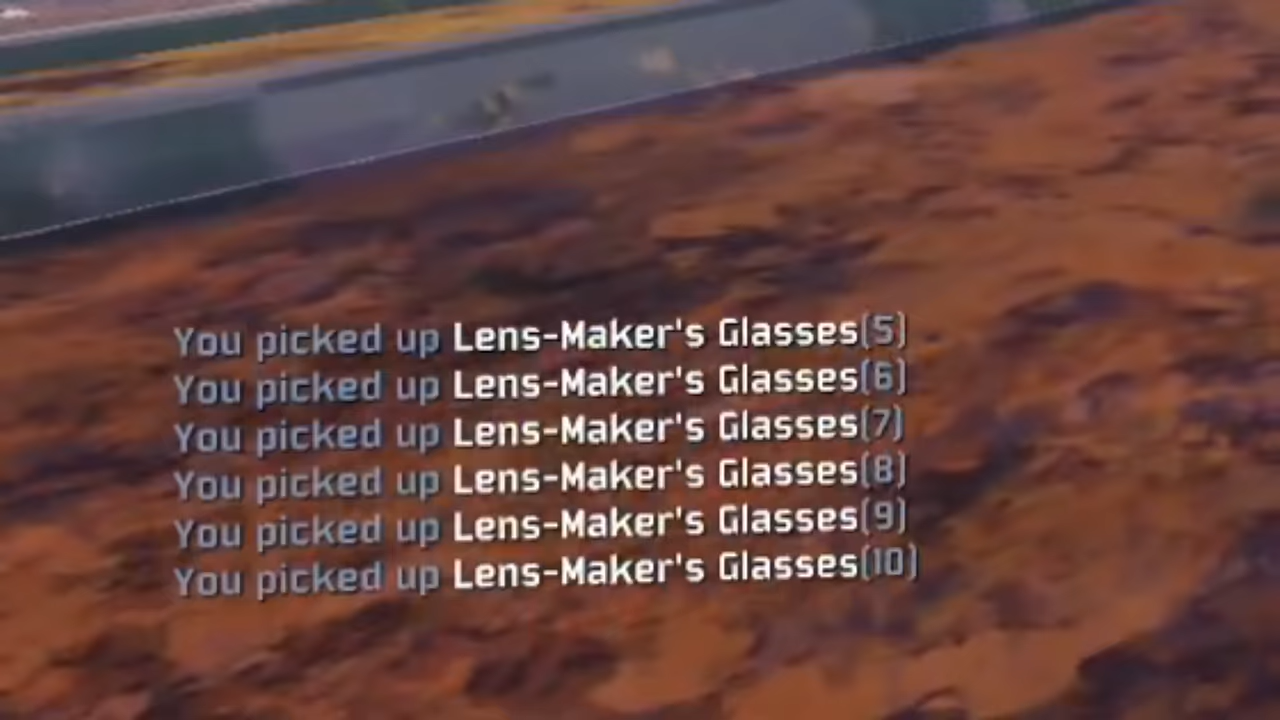 You picked up Lens-Maker's Glasses(5)
You picked up Lens-Maker's Glasses(6)
You picked up Lens-Maker's Glasses(7)
You picked up Lens-Maker's Glasses(8)
You picked up Lens-Maker's Glasses(9)
You picked up Lens-Maker's Glasses(10)